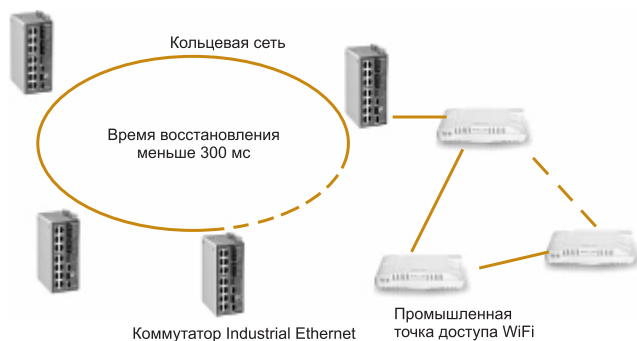 Кольцевая сеть
Время восстановления
меньше 300 мс
Коммутатор Industrial Ethernet
Промышленная
точка доступа WiFi